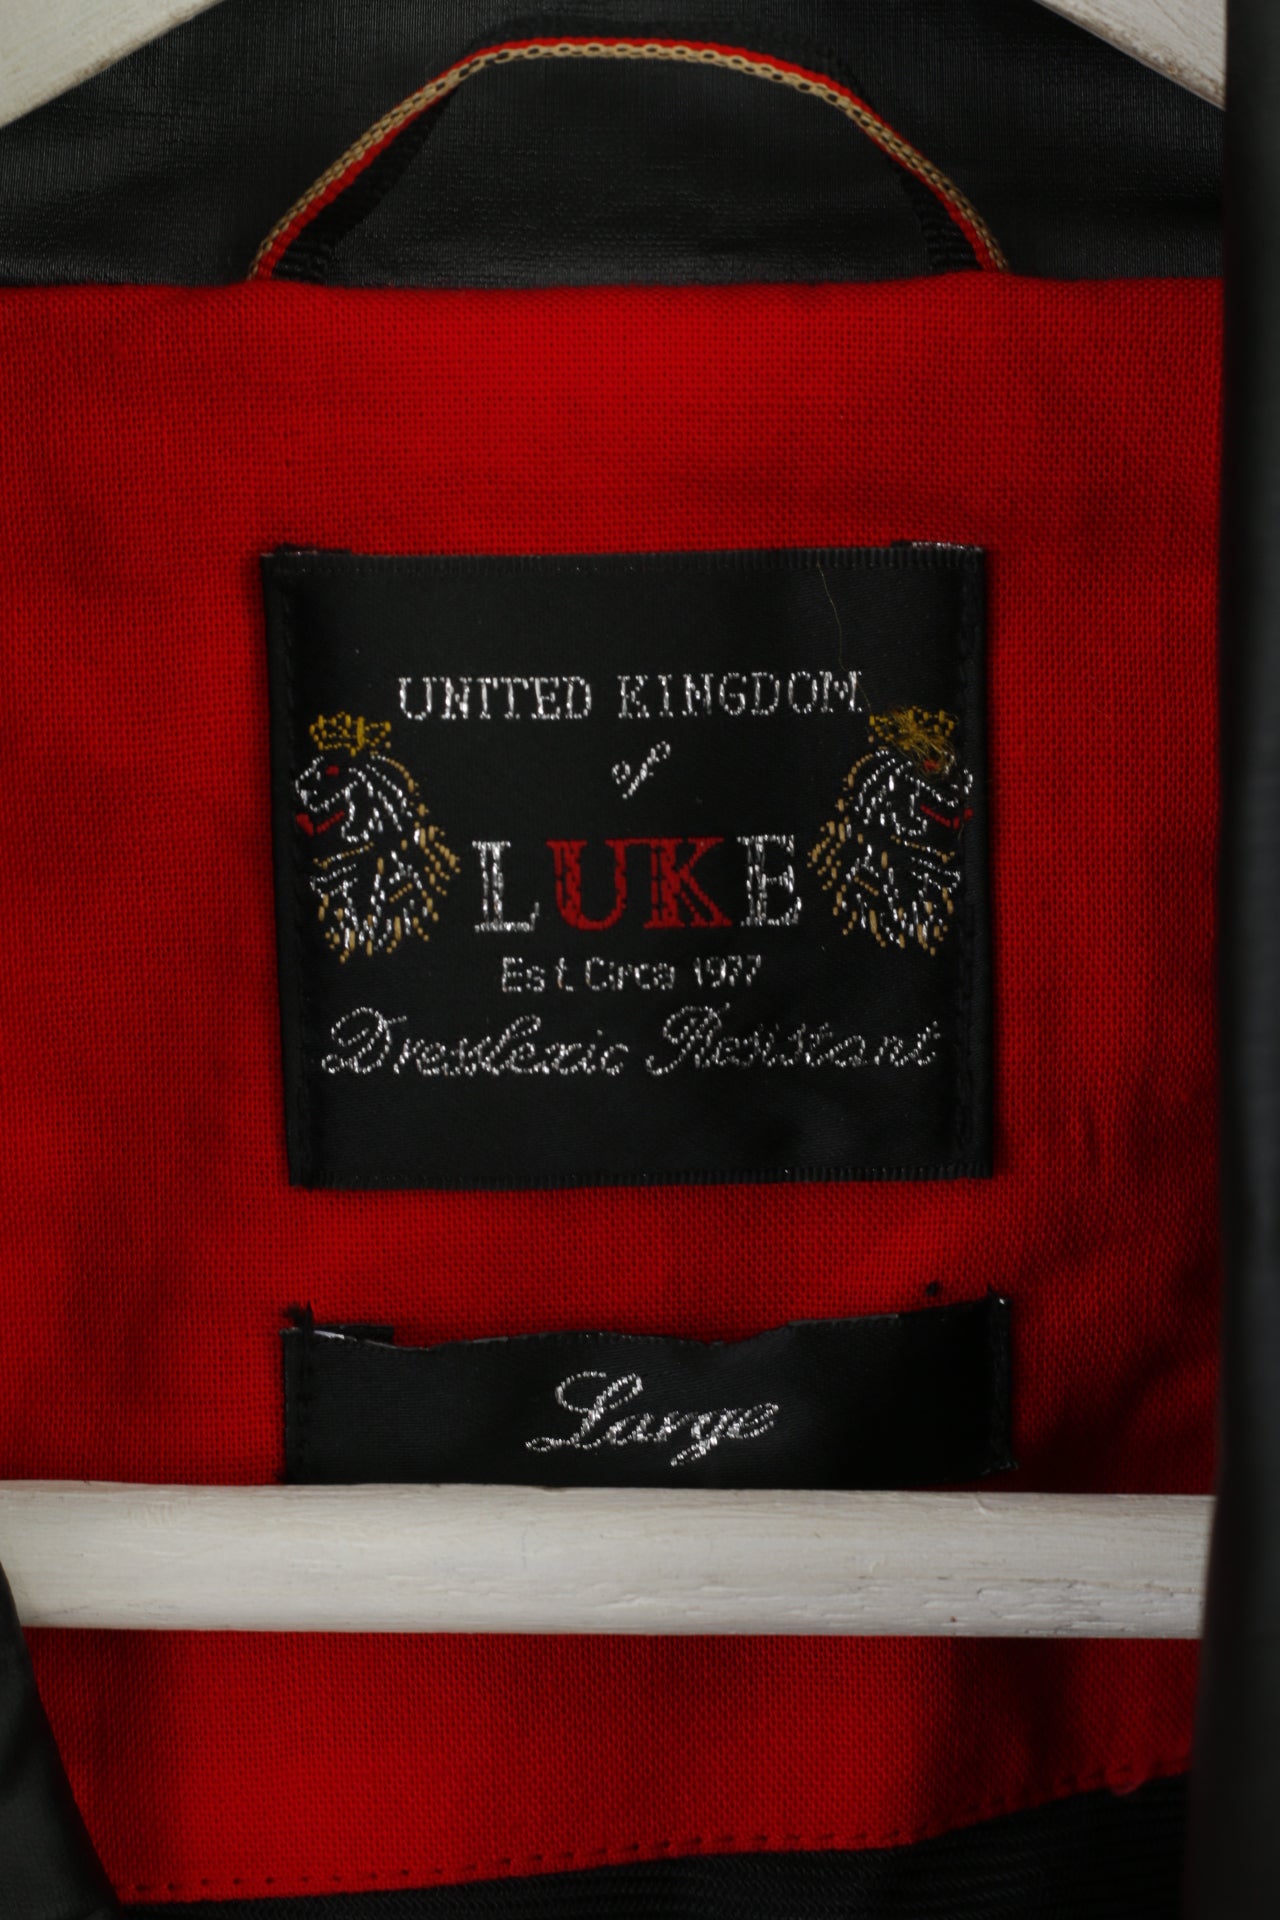 UNITED KINGDOM
of
LUKE
Est. Circa 1977
Dresslexic Resistant
Large